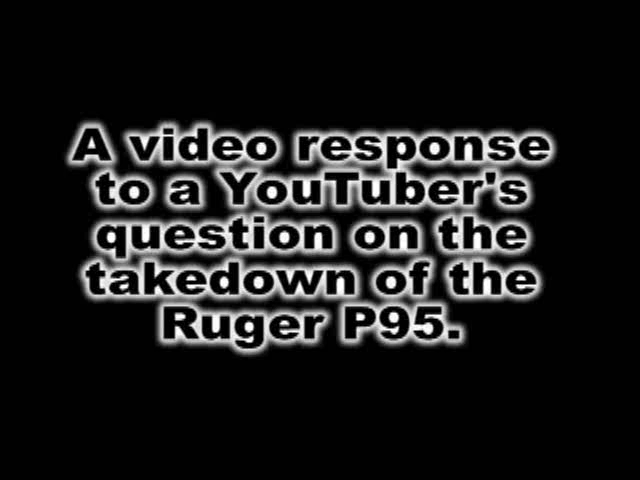 A video response
to a YouTuber's
question on the
takedown of the
Ruger P95.